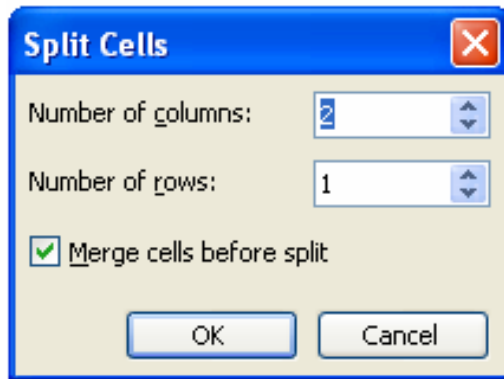 Split Cells
Number of columns: 2
Number of rows: 1
Merge cells before split
OK Cancel